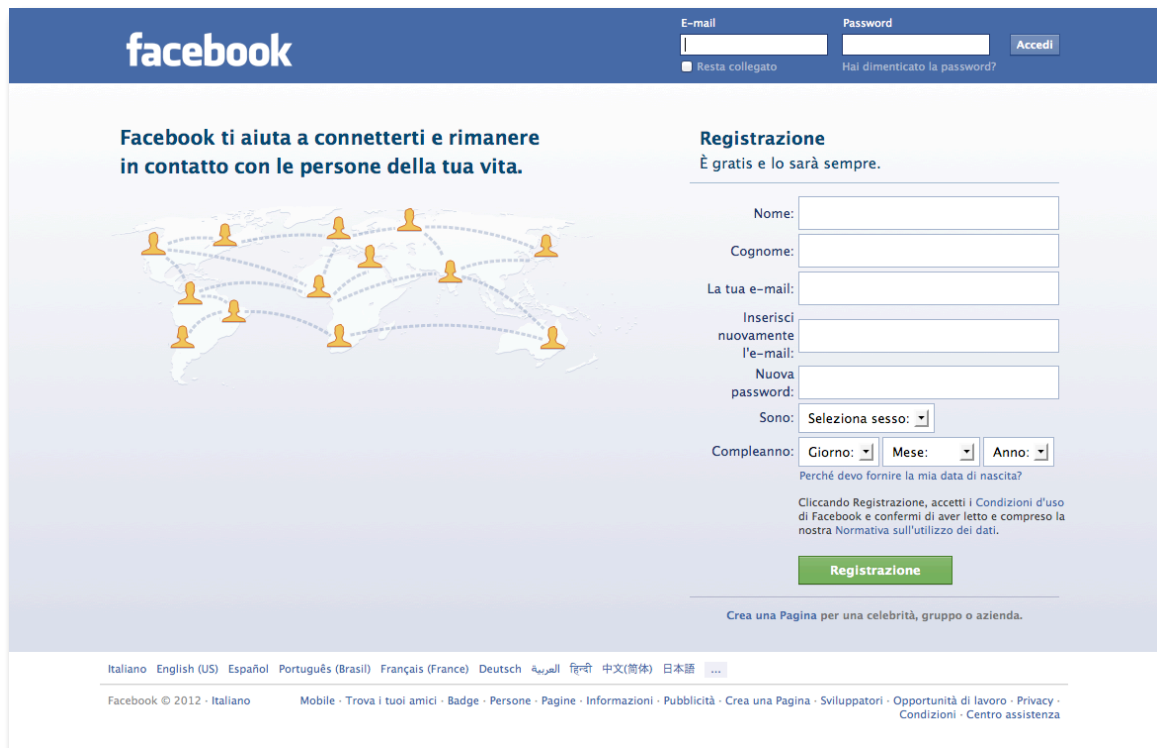 facebook
E-mail
Password
Accedi
Resta collegato
Hai dimenticato la password?
Facebook ti aiuta a connetterti e rimanere
in contatto con le persone della tua vita.
Registrazione
È gratis e lo sarà sempre.
Nome:
Cognome:
La tua e-mail:
Inserisci
nuovamente
l'e-mail:
Nuova
password:
Sono: Seleziona sesso:
Compleanno: Giorno: Mese: Anno:
Perché devo fornire la mia data di nascita?
Cliccando Registrazione, accetti i Condizioni d'uso
di Facebook e confermi di aver letto e compreso la
nostra Normativa sull'utilizzo dei dati.
Registrazione
Crea una Pagina per una celebrità, gruppo o azienda.
Italiano English (US) Español Português (Brasil) Français (France) Deutsch العربية हिन्दी 中文(简体) 日本語 ...
Facebook © 2012 · Italiano
Mobile · Trova i tuoi amici · Badge · Persone · Pagine · Informazioni · Pubblicità · Crea una Pagina · Sviluppatori · Opportunità di lavoro · Privacy ·
Condizioni · Centro assistenza